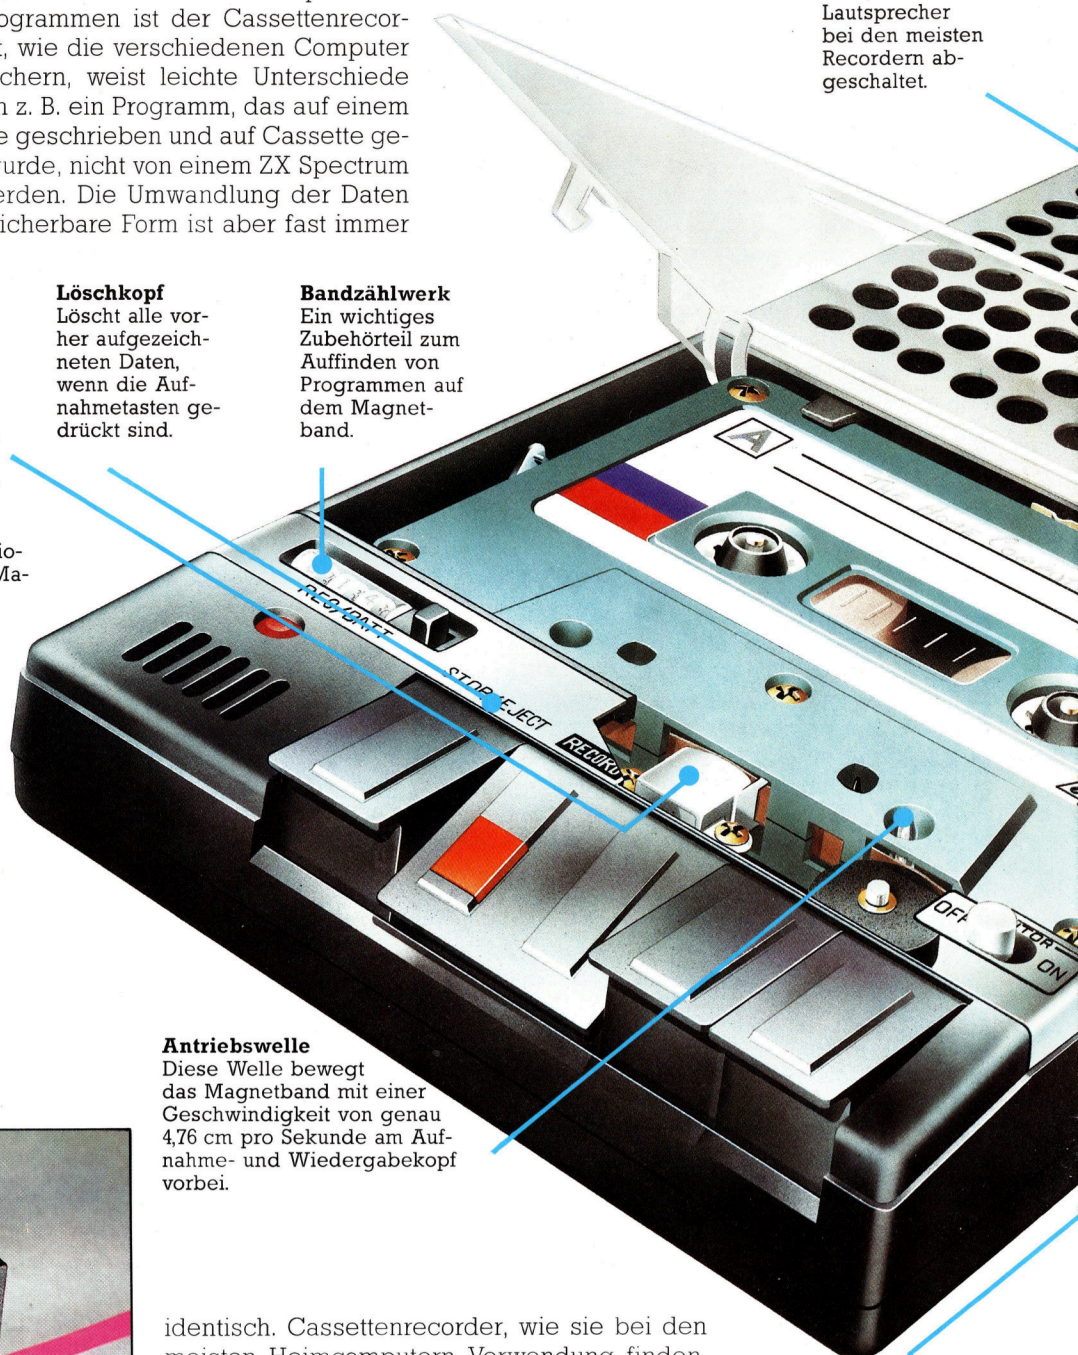 ogrammen ist der Cassettenrecor-
, wie die verschiedenen Computer
chern, weist leichte Unterschiede
n z. B. ein Programm, das auf einem
e geschrieben und auf Cassette ge-
urde, nicht von einem ZX Spectrum
erden. Die Umwandlung der Daten
icherbare Form ist aber fast immer
Lautsprecher
bei den meisten
Recordern ab-
geschaltet.
Löschkopf
Löscht alle vor-
her aufgezeich-
neten Daten,
wenn die Auf-
nahmetasten ge-
drückt sind.
Bandzählwerk
Ein wichtiges
Zubehörteil zum
Auffinden von
Programmen auf
dem Magnet-
band.
io-
Ma-
A
REC/BATT
STOP/EJECT
RECORD
OFF
MOTOR
ON
Antriebswelle
Diese Welle bewegt
das Magnetband mit einer
Geschwindigkeit von genau
4,76 cm pro Sekunde am Auf-
nahme- und Wiedergabekopf
vorbei.
identisch. Cassettenrecorder, wie sie bei den
meisten Heimcomputern Verwendung finden,